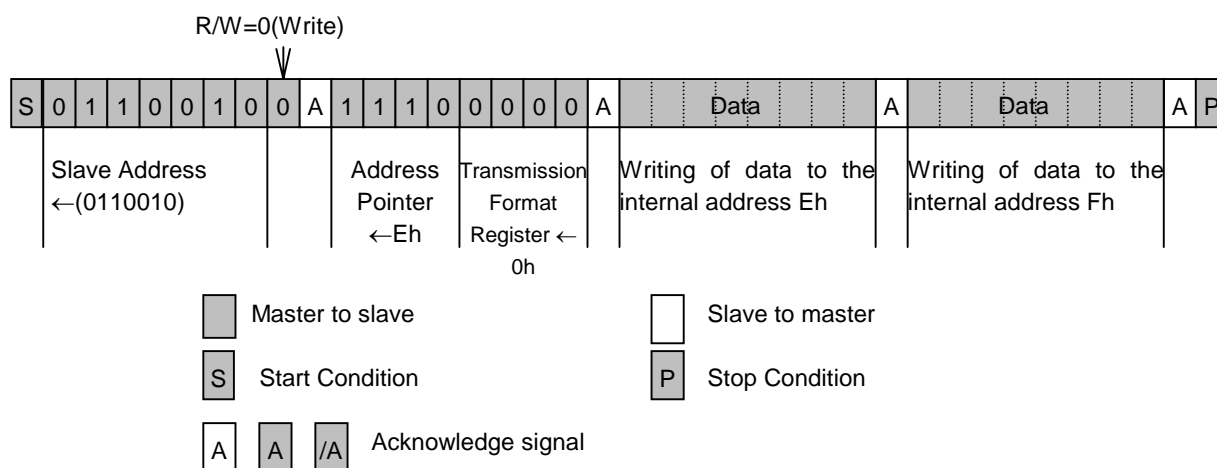 R/W=0(Write)
S 0 1 1 0 0 1 0 0 A 1 1 1 0 0 0 0 0 A Data A Data A P
Slave Address
←(0110010)
Address
Pointer
←Eh
Transmission
Format
Register ←
0h
Writing of data to the
internal address Eh
Writing of data to the
internal address Fh
Master to slave
Slave to master
S Start Condition
P Stop Condition
A A /A Acknowledge signal